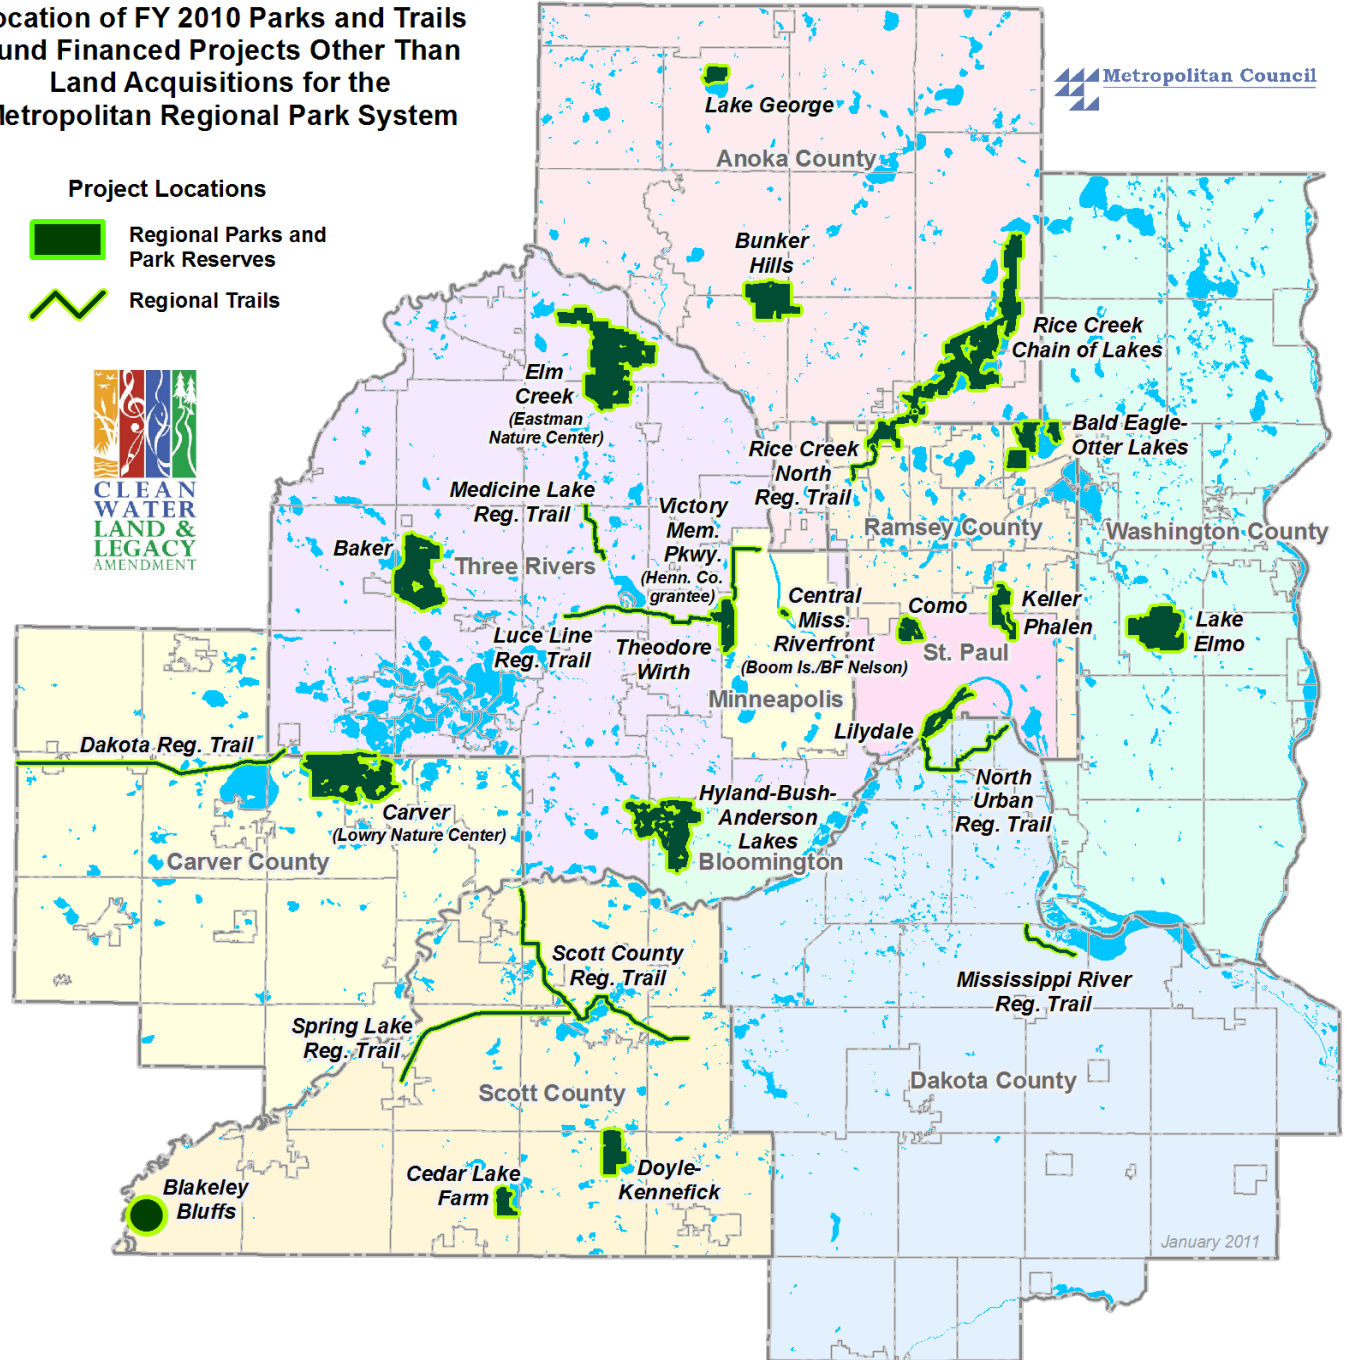 ocation of FY 2010 Parks and Trails
und Financed Projects Other Than
Land Acquisitions for the
Metropolitan Regional Park System
Project Locations
Regional Parks and
Park Reserves
Regional Trails
CLEAN
WATER
LAND &
LEGACY
AMENDMENT
Metropolitan Council
Lake George
Anoka County
Bunker
Hills
Rice Creek
Chain of Lakes
Elm
Creek
(Eastman
Nature Center)
Bald Eagle-
Otter Lakes
Rice Creek
North
Reg. Trail
Medicine Lake
Reg. Trail
Victory
Mem.
Pkwy.
(Henn. Co.
grantee)
Ramsey County
Washington County
Baker
Three Rivers
Central
Miss.
Riverfront
(Boom Is./BF Nelson)
Como
Keller
Phalen
Lake
Elmo
Luce Line
Reg. Trail
Theodore
Wirth
St. Paul
Minneapolis
Lilydale
Dakota Reg. Trail
North
Urban
Reg. Trail
Carver
(Lowry Nature Center)
Hyland-Bush-
Anderson
Lakes
Bloomington
Carver County
Scott County
Reg. Trail
Mississippi River
Reg. Trail
Spring Lake
Reg. Trail
Scott County
Dakota County
Cedar Lake
Farm
Doyle-
Kennefick
Blakeley
Bluffs
January 2011